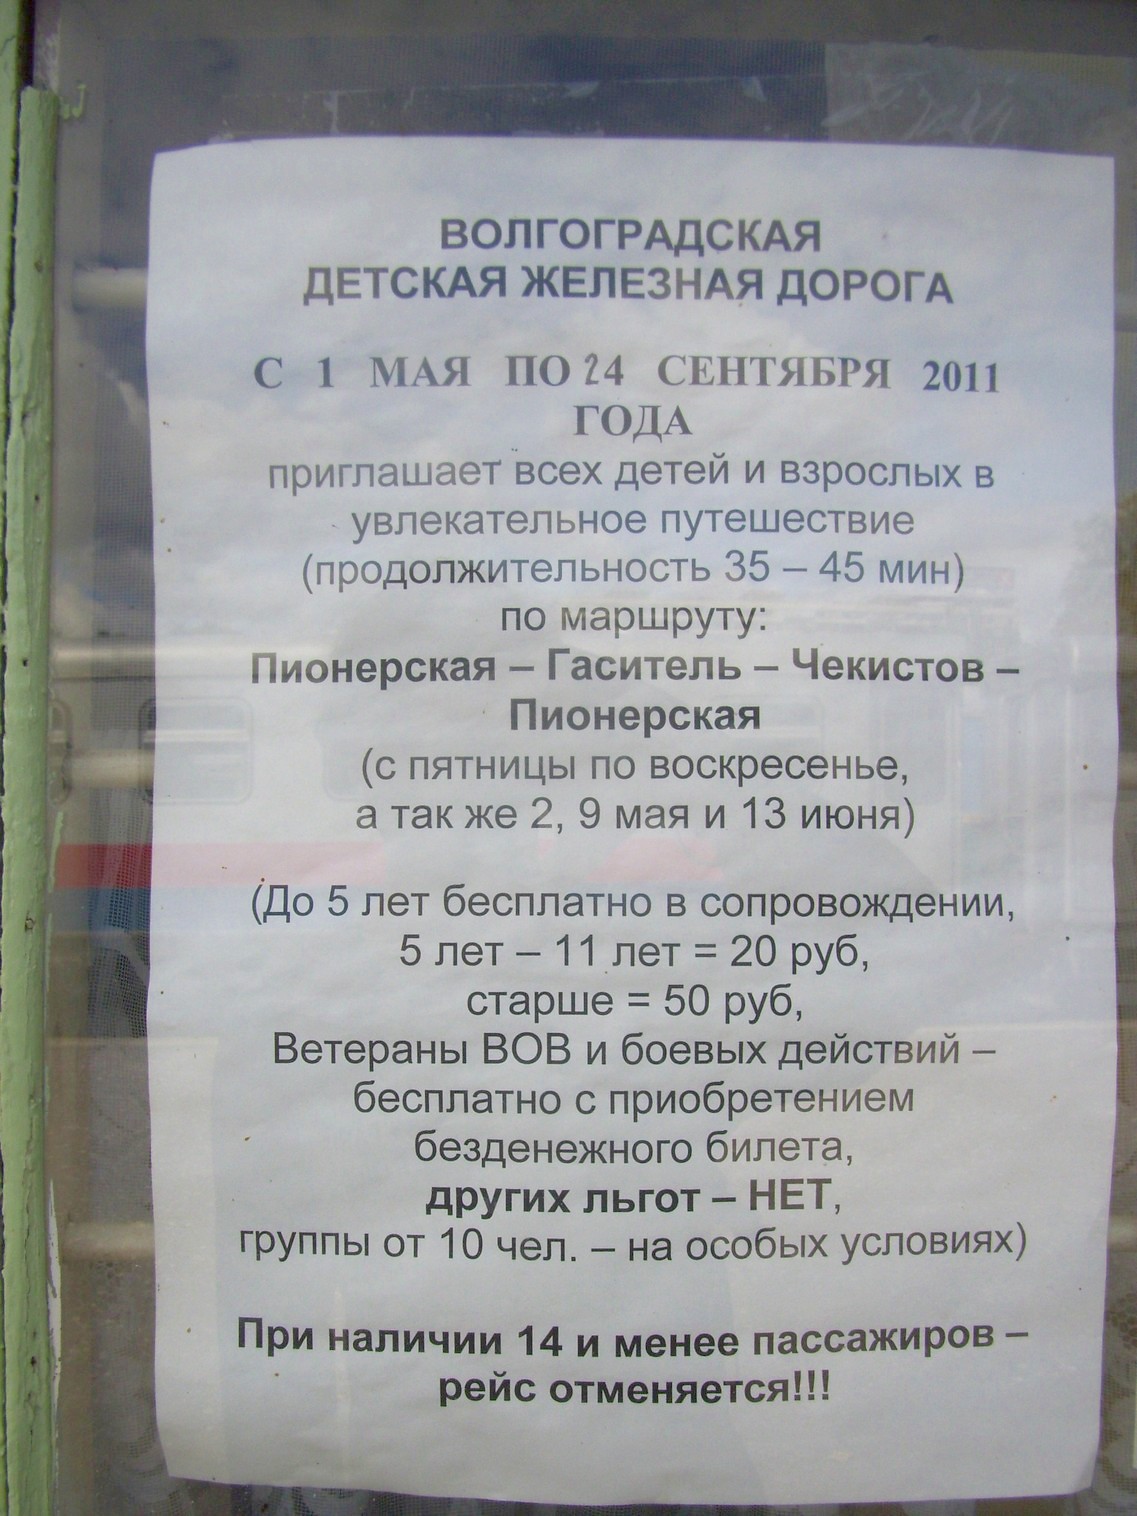 ВОЛГОГРАДСКАЯ
ДЕТСКАЯ ЖЕЛЕЗНАЯ ДОРОГА
С 1 МАЯ ПО 24 СЕНТЯБРЯ 2011
ГОДА
приглашает всех детей и взрослых в
увлекательное путешествие
(продолжительность 35 – 45 мин)
по маршруту:
Пионерская – Гаситель – Чекистов –
Пионерская
(с пятницы по воскресенье,
а так же 2, 9 мая и 13 июня)
(До 5 лет бесплатно в сопровождении,
5 лет – 11 лет = 20 руб,
старше = 50 руб,
Ветераны ВОВ и боевых действий –
бесплатно с приобретением
безденежного билета,
других льгот – НЕТ,
группы от 10 чел. – на особых условиях)
При наличии 14 и менее пассажиров –
рейс отменяется!!!